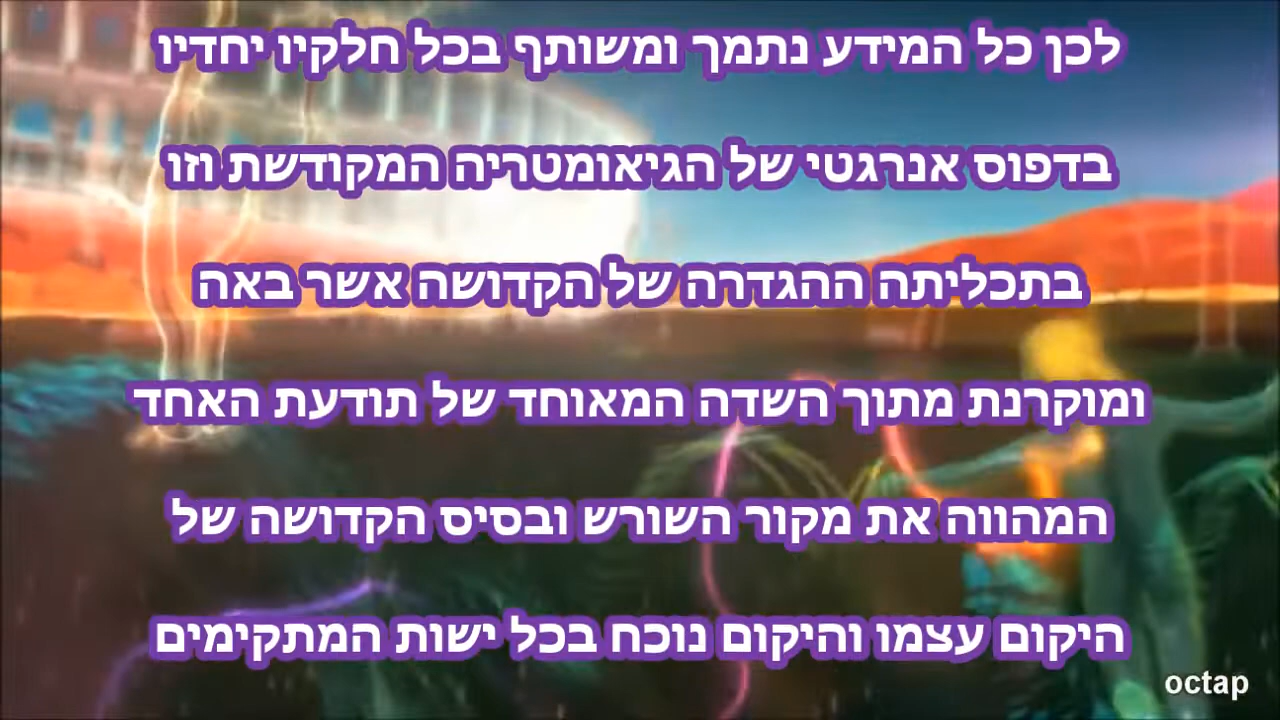 לכן כל המידע נתמך ומשותף בכל חלקיו יחדיו
בדפוס אנרגטי של הגיאומטריה המקודשת וזו
בתכליתה ההגדרה של הקדושה אשר באה
ומוקרנת מתוך השדה המאוחד של תודעת האחד
המהווה את מקור השורש ובסיס הקדושה של
היקום עצמו והיקום נוכח בכל ישות המתקימים
octap